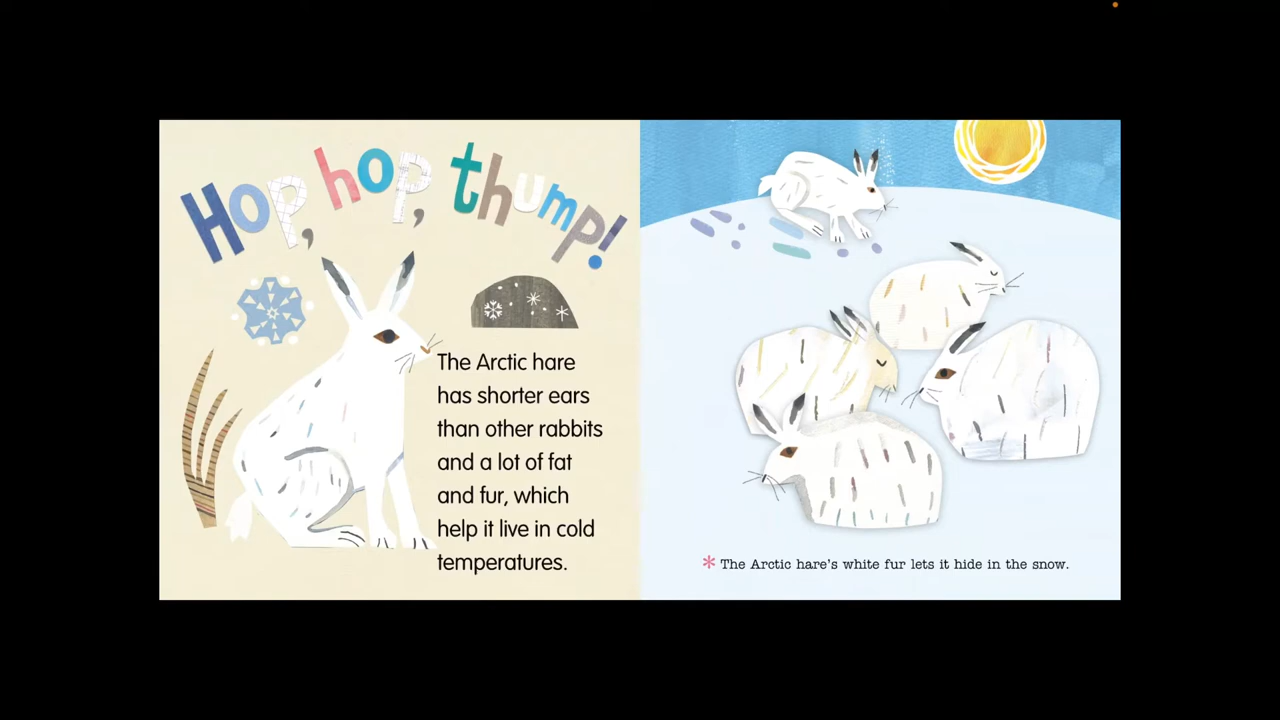 Hop, hop, thump!
The Arctic hare
has shorter ears
than other rabbits
and a lot of fat
and fur, which
help it live in cold
temperatures.
* The Arctic hare's white fur lets it hide in the snow.